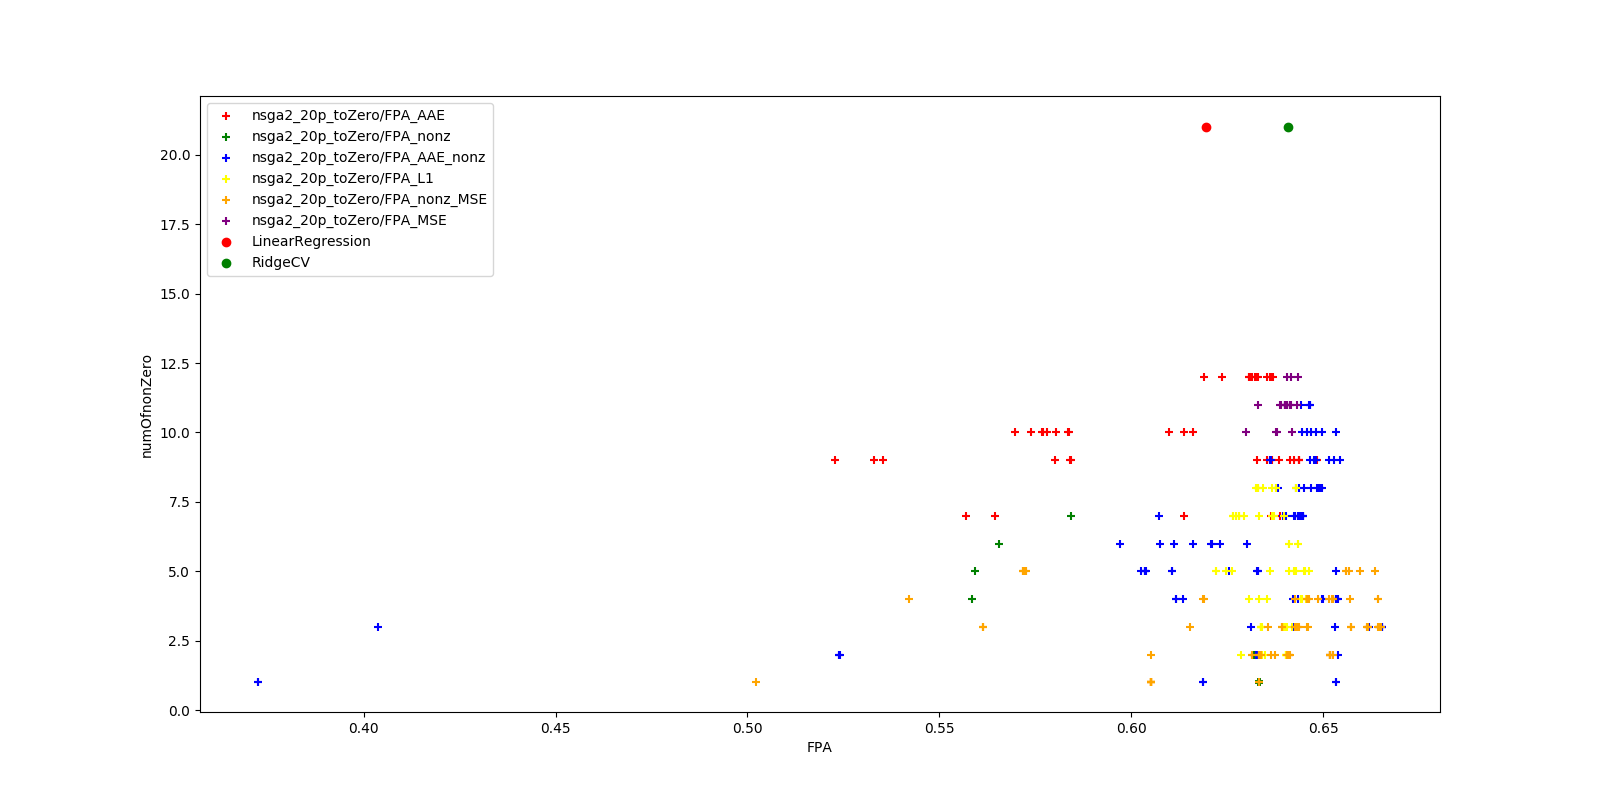 nsga2_20p_toZero/FPA_AAE
nsga2_20p_toZero/FPA_nonz
nsga2_20p_toZero/FPA_AAE_nonz
nsga2_20p_toZero/FPA_L1
nsga2_20p_toZero/FPA_nonz_MSE
nsga2_20p_toZero/FPA_MSE
LinearRegression
RidgeCV
numOfnonZero
20.0
17.5
15.0
12.5
10.0
7.5
5.0
2.5
0.0
0.40 0.45 0.50 0.55 0.60 0.65
FPA